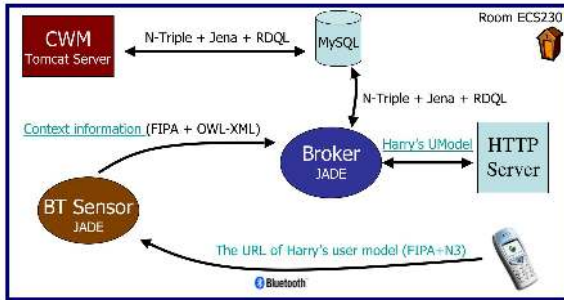 Room ECS230
CWM
Tomcat Server
N-Triple + Jena + RDQL
MySQL
N-Triple + Jena + RDQL
Context information (FIPA + OWL-XML)
Broker
JADE
Harry's UModel
HTTP
Server
BT Sensor
JADE
The URL of Harry's user model (FIPA+N3)
Bluetooth